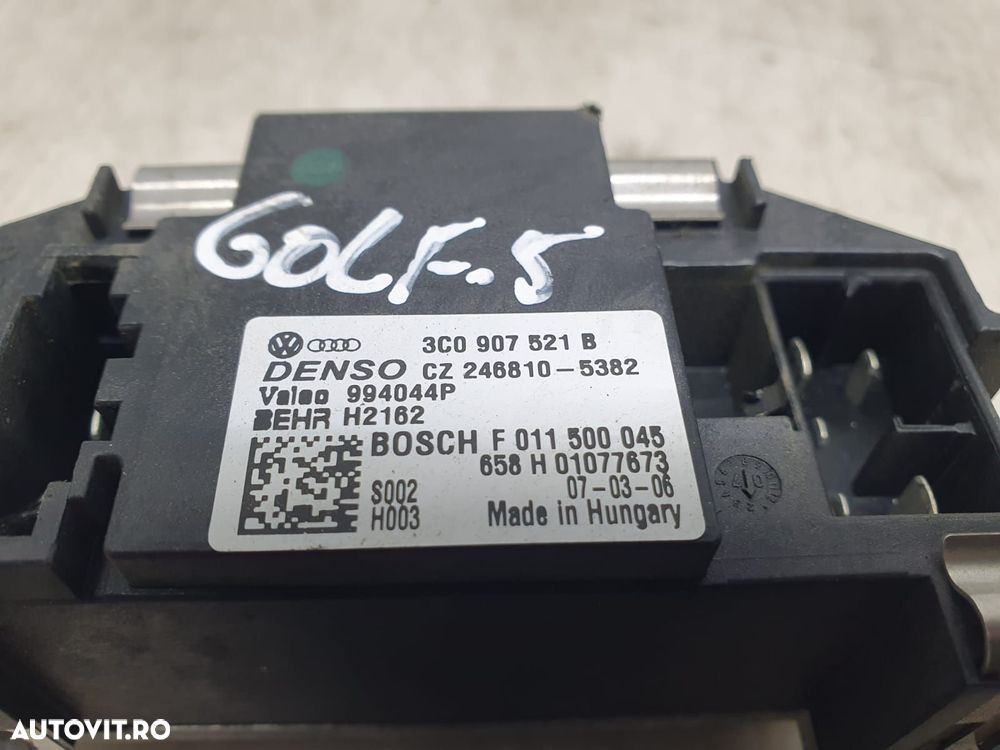 GOLF.5
3C0 907 521 B
DENSO CZ 246810-5382
Valeo 994044P
BEHR H2162
BOSCH F 011 500 045
658 H 01077673
S002 07-03-06
H003 Made in Hungary
AUTOVIT.RO